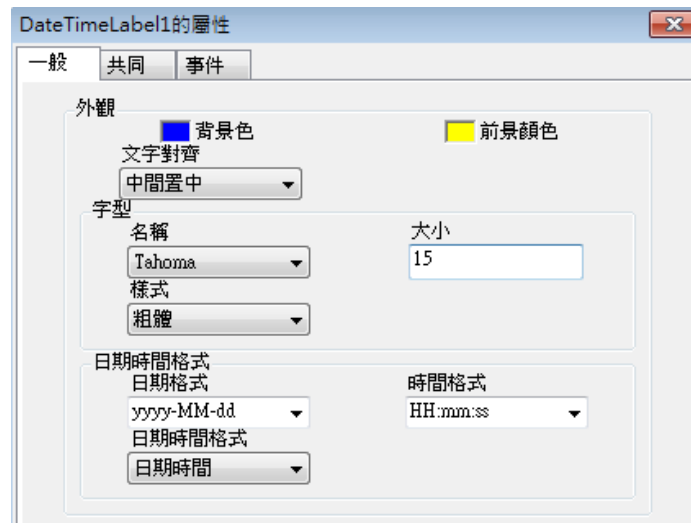 DateTimeLabel1的屬性
一般 共同 事件
外觀
背景色 前景顏色
文字對齊
中間置中
字型
名稱 大小
Tahoma 15
樣式
粗體
日期時間格式
日期格式 時間格式
yyyy-MM-dd HH:mm:ss
日期時間格式
日期時間